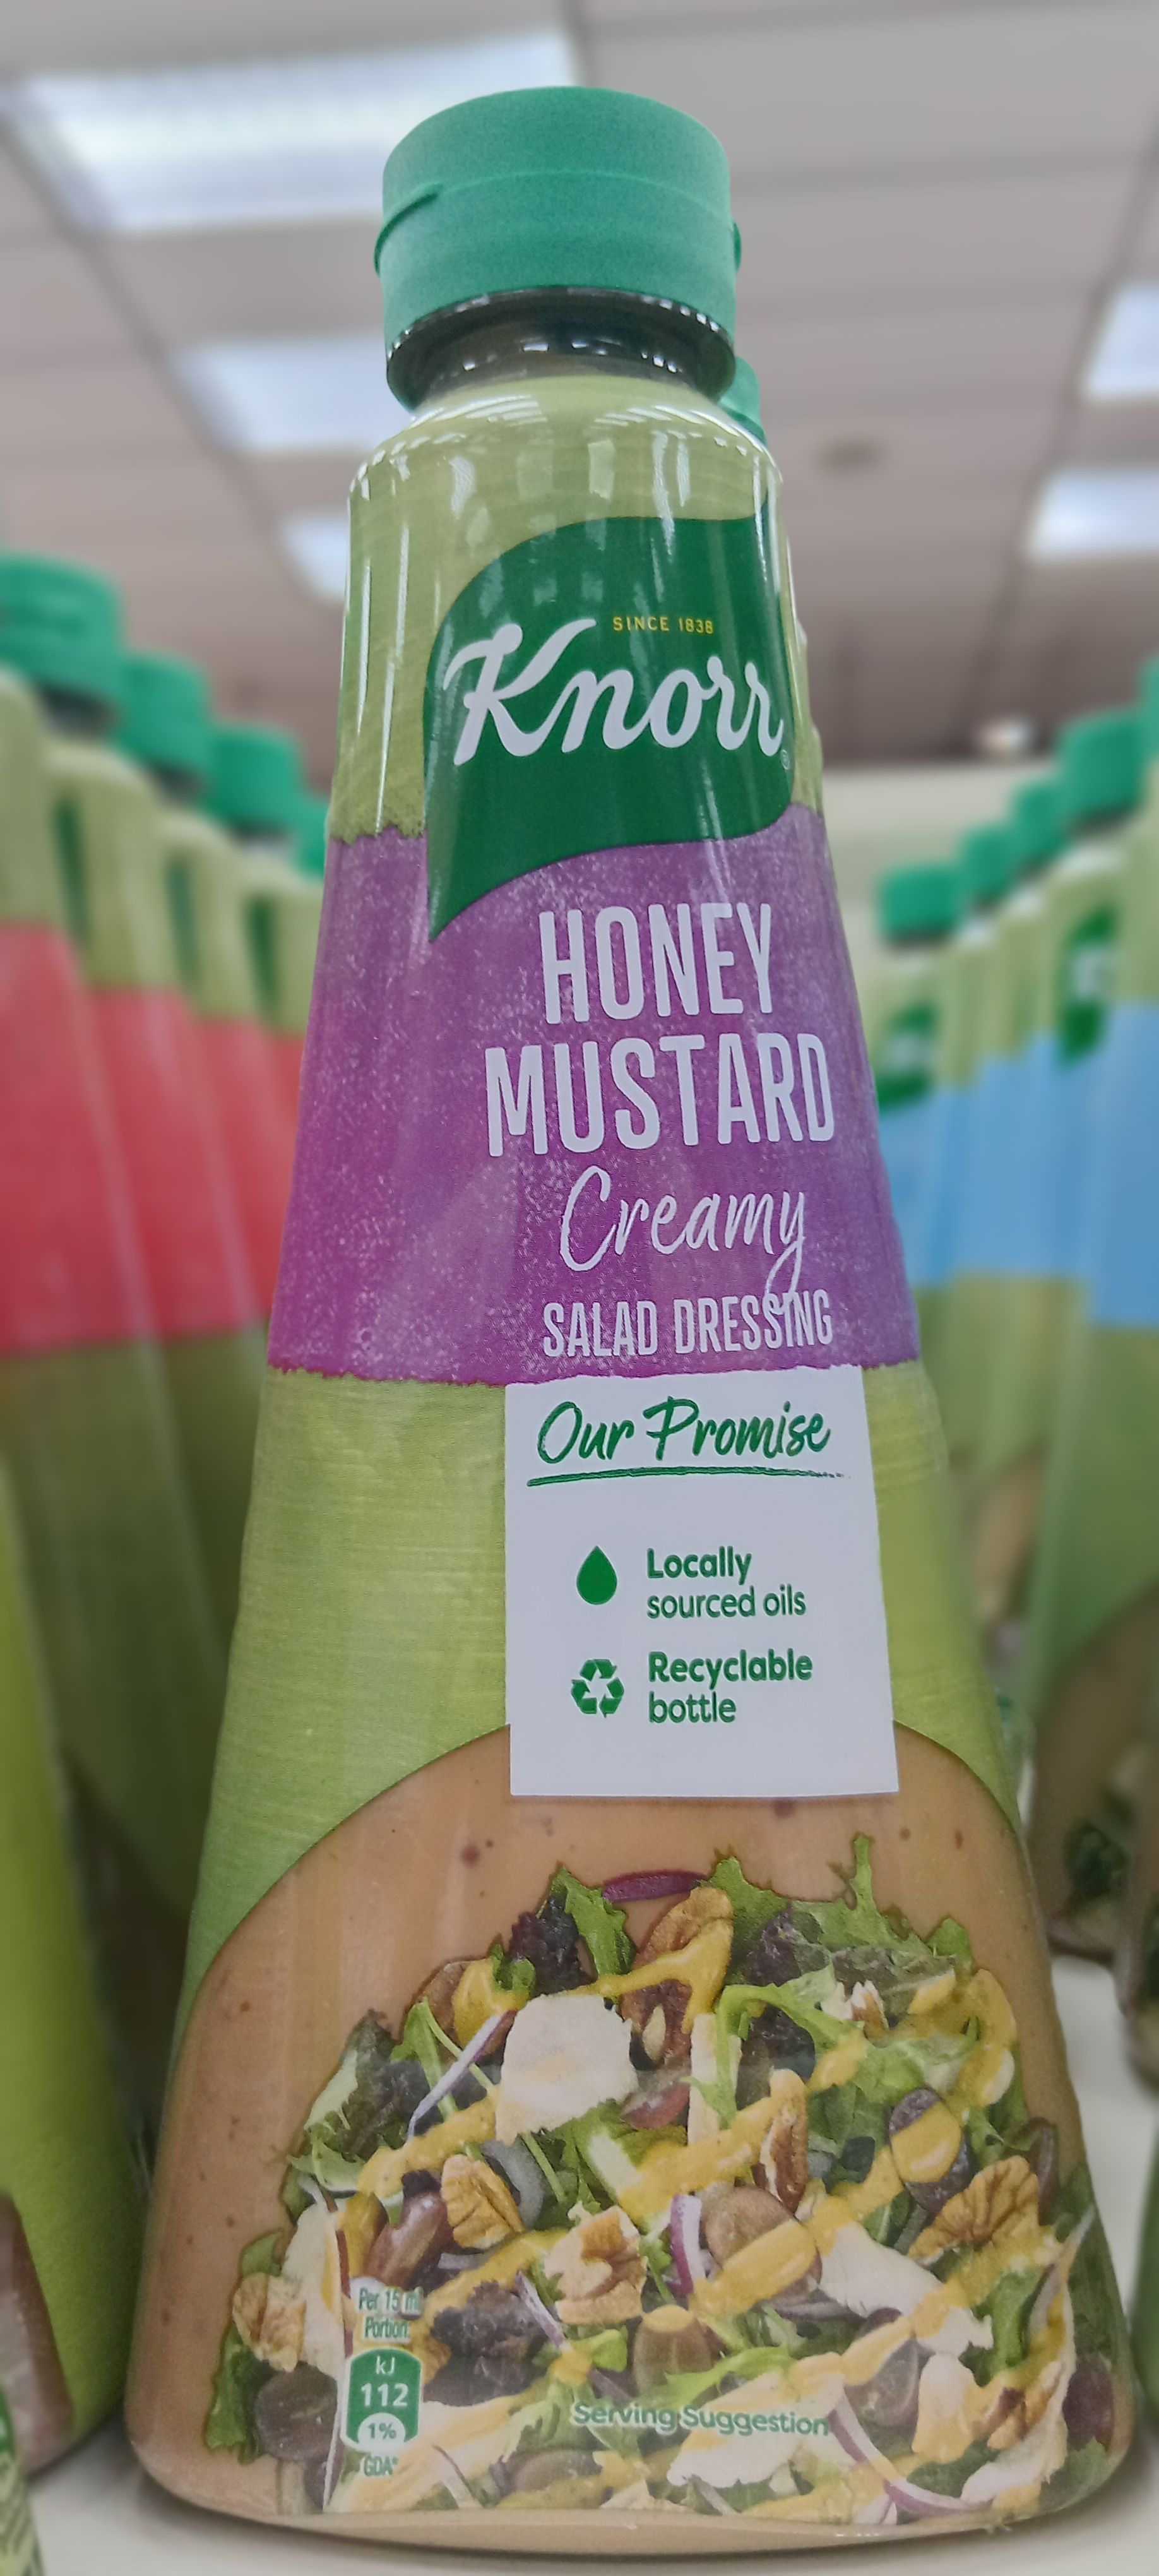 SINCE 1838
Knorr
HONEY
MUSTARD
Creamy
SALAD DRESSING
Our Promise
Locally
sourced oils
Recyclable
bottle
Per 15 ml
Portion
kJ
112
1%
GDA*
Serving Suggestion